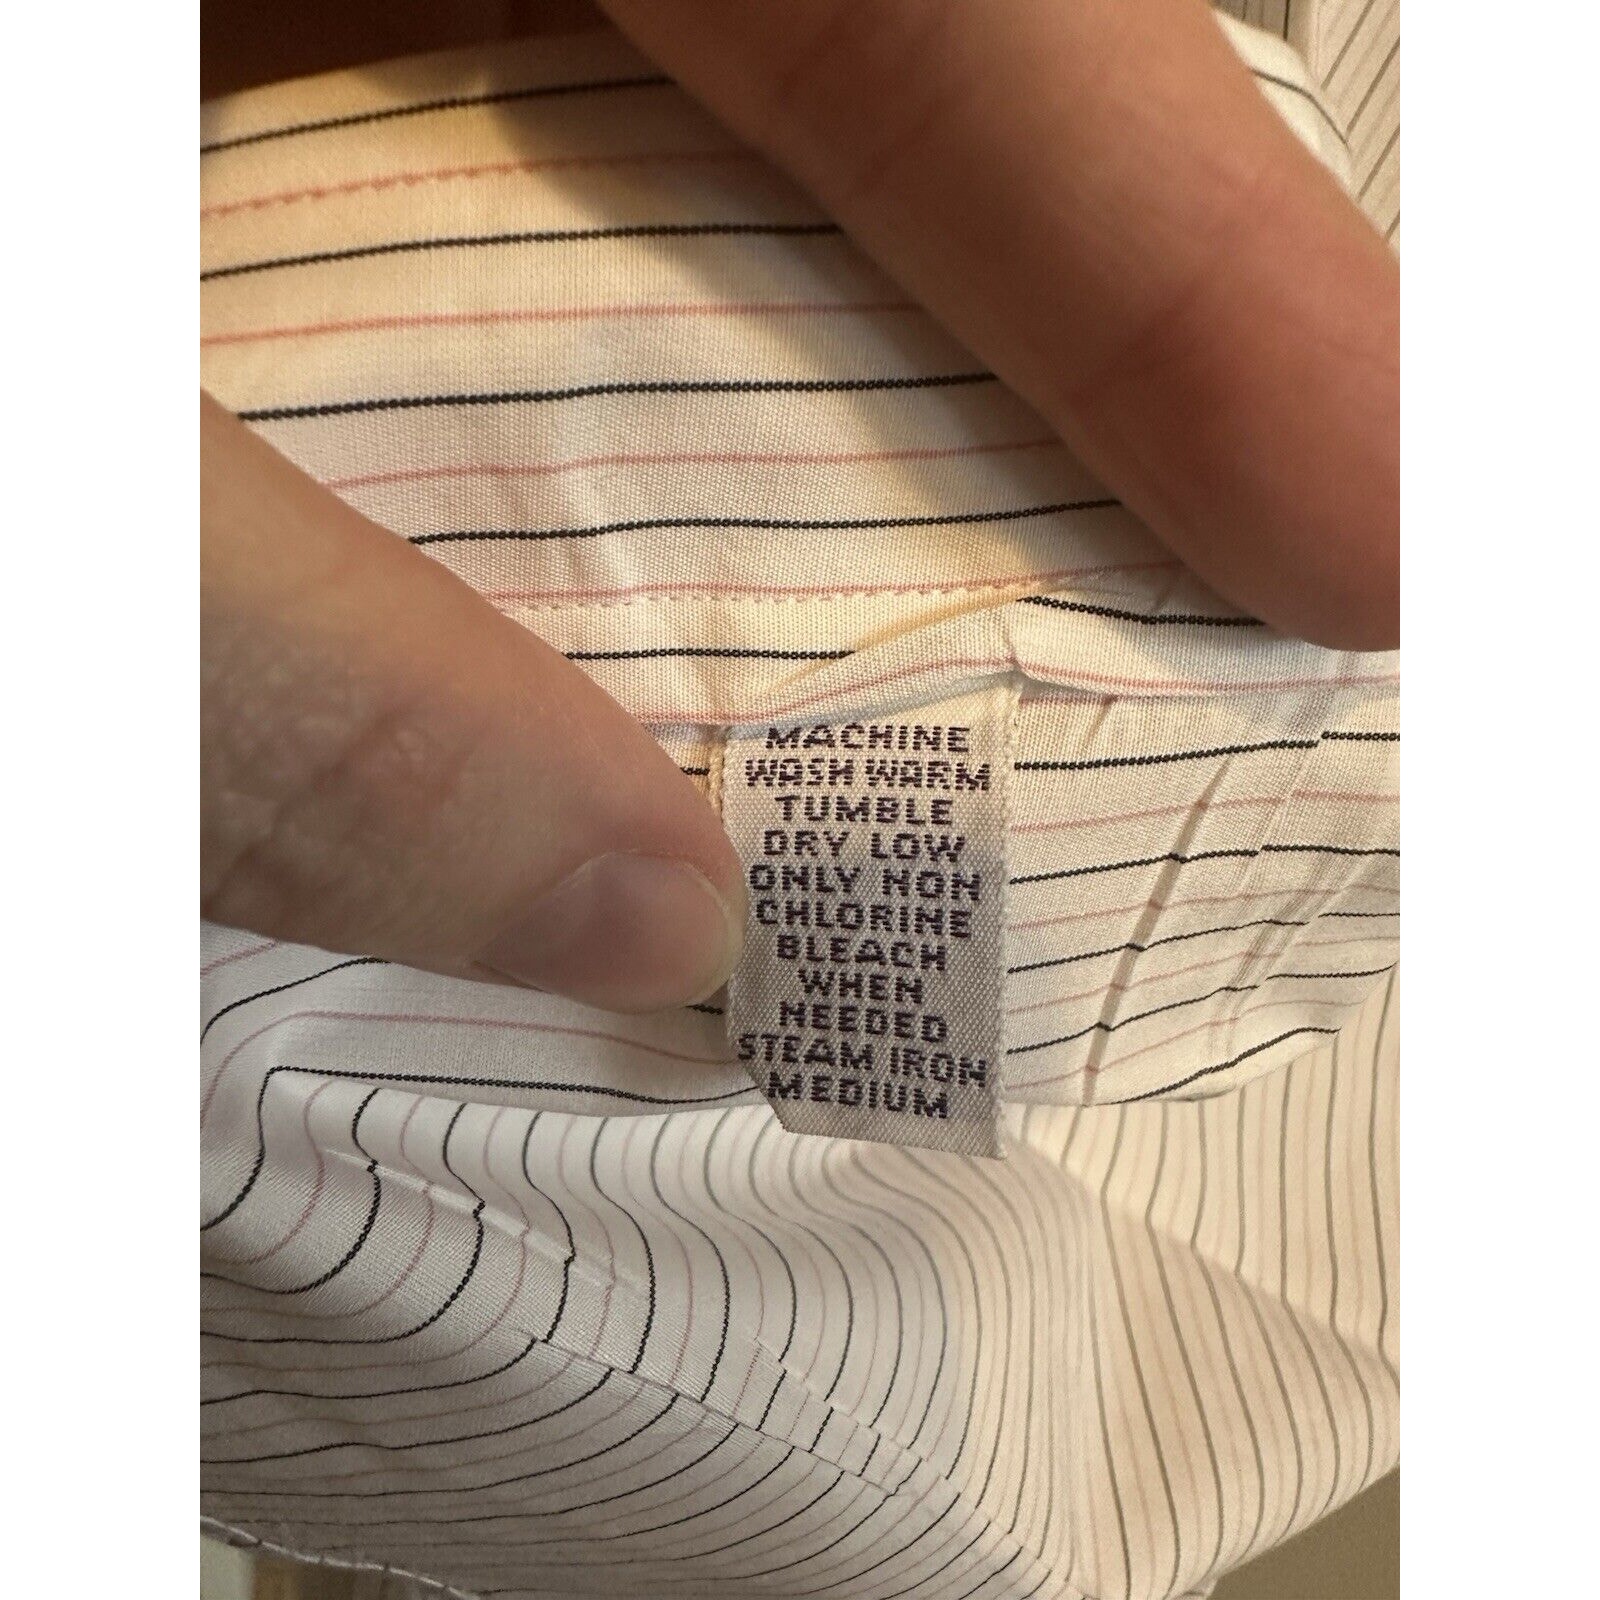 MACHINE
WASH WARM
TUMBLE
DRY LOW
ONLY NON
CHLORINE
BLEACH
WHEN
NEEDED
STEAM IRON
MEDIUM